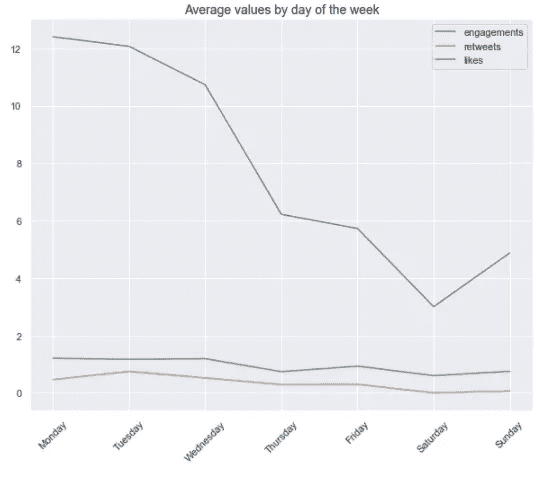 Average values by day of the week
engagements
retweets
likes
12
10
8
6
4
2
0
Monday
Tuesday
Wednesday
Thursday
Friday
Saturday
Sunday